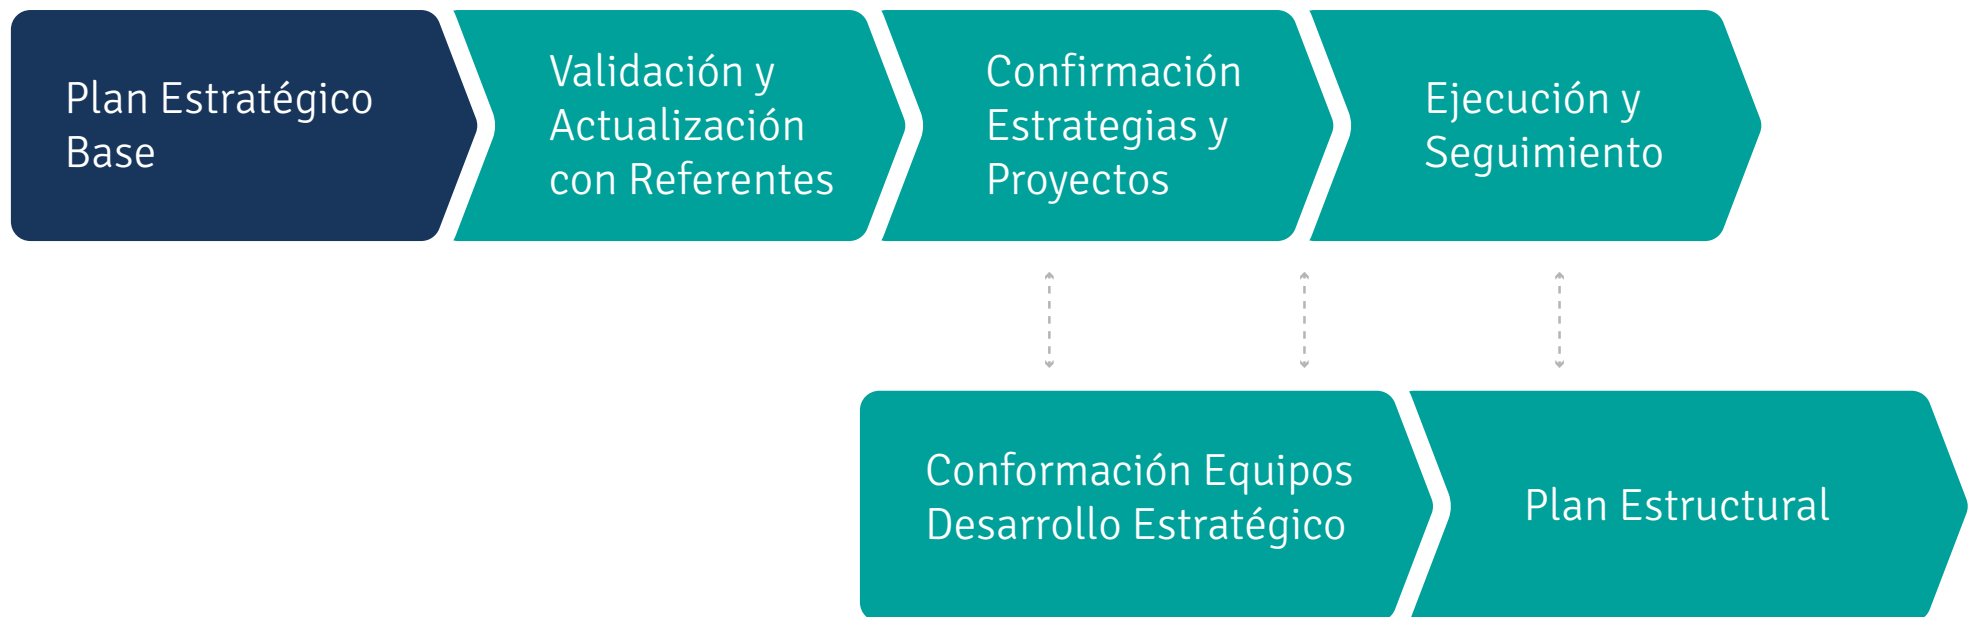 Plan Estratégico
Base
Validación y
Actualización
con Referentes
Confirmación
Estrategias y
Proyectos
Ejecución y
Seguimiento
Conformación Equipos
Desarrollo Estratégico
Plan Estructural